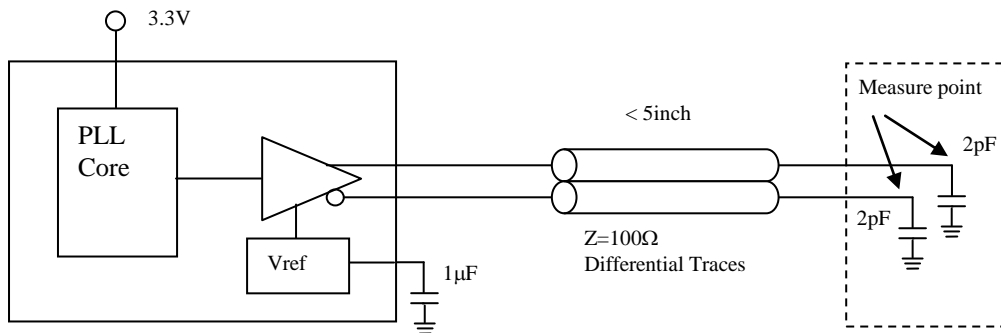 3.3V
PLL
Core
Vref
1μF
< 5inch
Z=100Ω
Differential Traces
Measure point
2pF
2pF